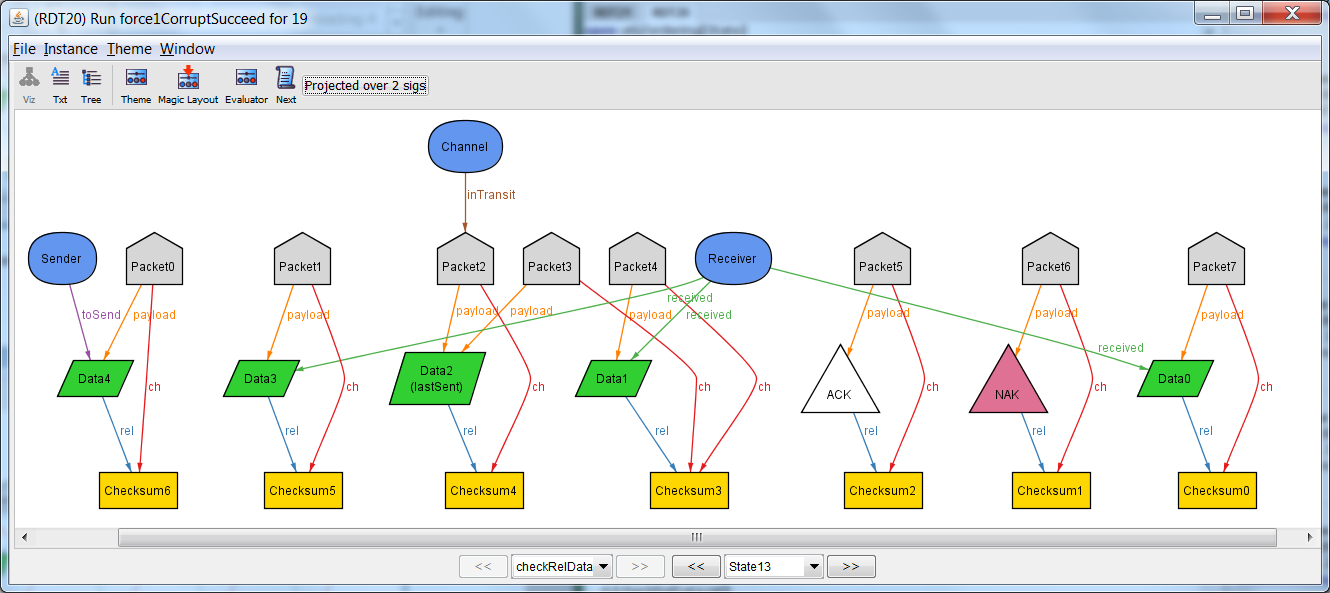 (RDT20) Run force1CorruptSucceed for 19
File Instance Theme Window
Viz Txt Tree Theme Magic Layout Evaluator Next Projected over 2 sigs
Channel
inTransit
Sender Packet0 Packet1 Packet2 Packet3 Packet4 Receiver Packet5 Packet6 Packet7
received
toSend payload payload payload payload payload received payload payload payload
received
Data4 Data3 Data2 Data1 Data0
(lastSent)
ch ch ch ch ch ch ch ch
ACK NAK
rel rel rel rel rel rel rel
Checksum6 Checksum5 Checksum4 Checksum3 Checksum2 Checksum1 Checksum0
<< checkRelData >> << State13 >>